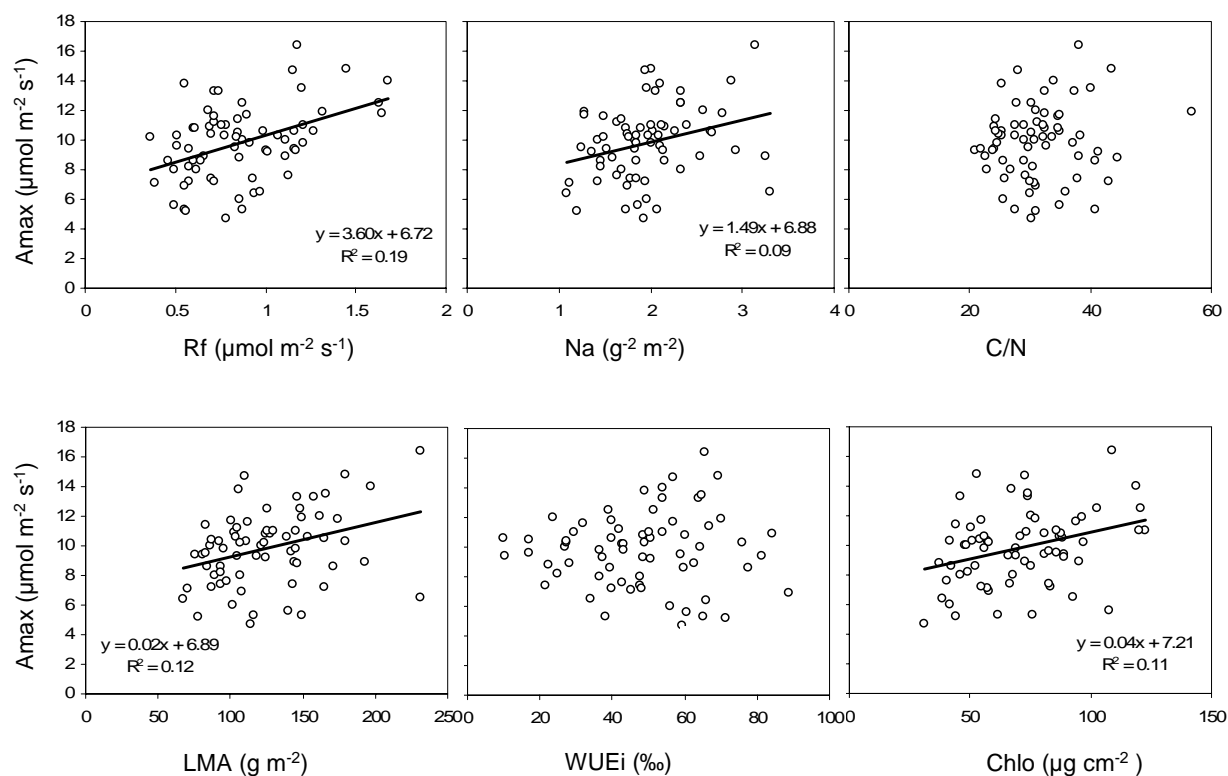 18
16
14
12
10
8
6
4
2
0
Amax (µmol m⁻² s⁻¹)
y = 3.60x + 6.72
R² = 0.19
0 0.5 1 1.5 2
Rf (µmol m⁻² s⁻¹)
y = 1.49x + 6.88
R² = 0.09
0 1 2 3 4
Na (g⁻² m⁻²)
0 20 40 60
C/N
18
16
14
12
10
8
6
4
2
0
Amax (µmol m⁻² s⁻¹)
y = 0.02x + 6.89
R² = 0.12
0 50 100 150 200 250
LMA (g m⁻²)
0 20 40 60 80 100
WUEi (‰)
y = 0.04x + 7.21
R² = 0.11
0 50 100 150
Chlo (µg cm⁻²)